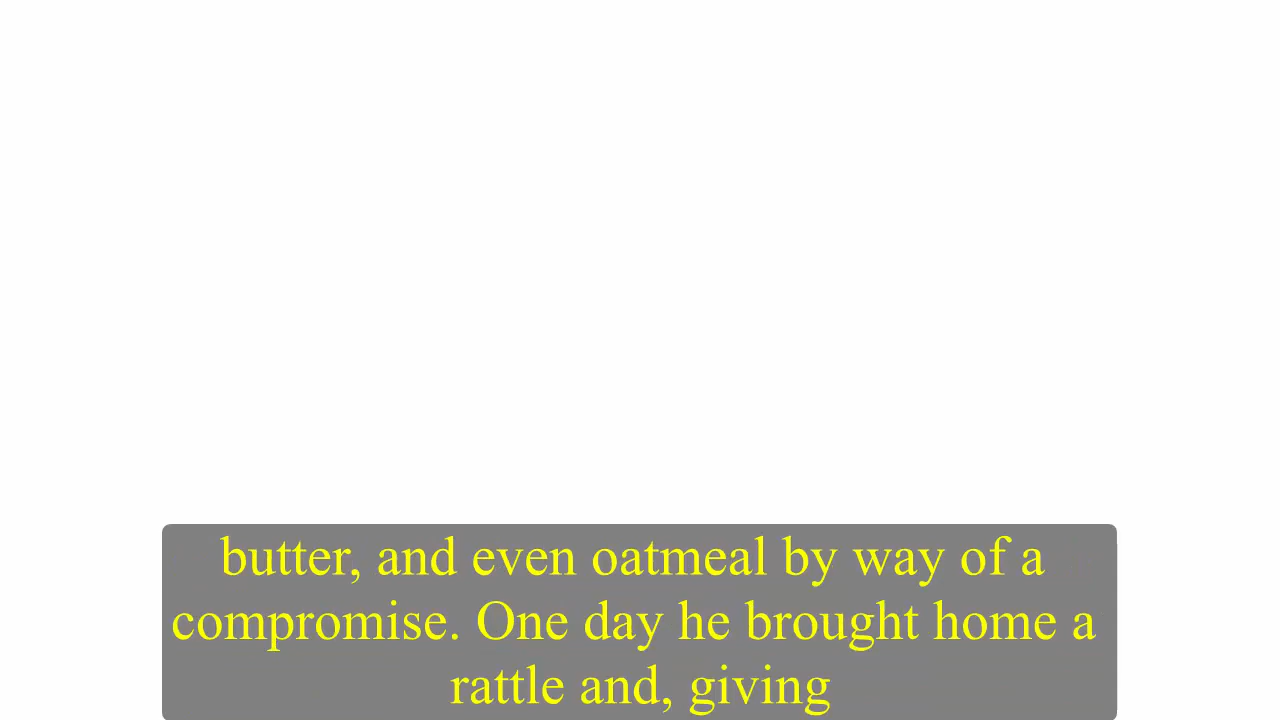 butter, and even oatmeal by way of a
compromise. One day he brought home a
rattle and, giving